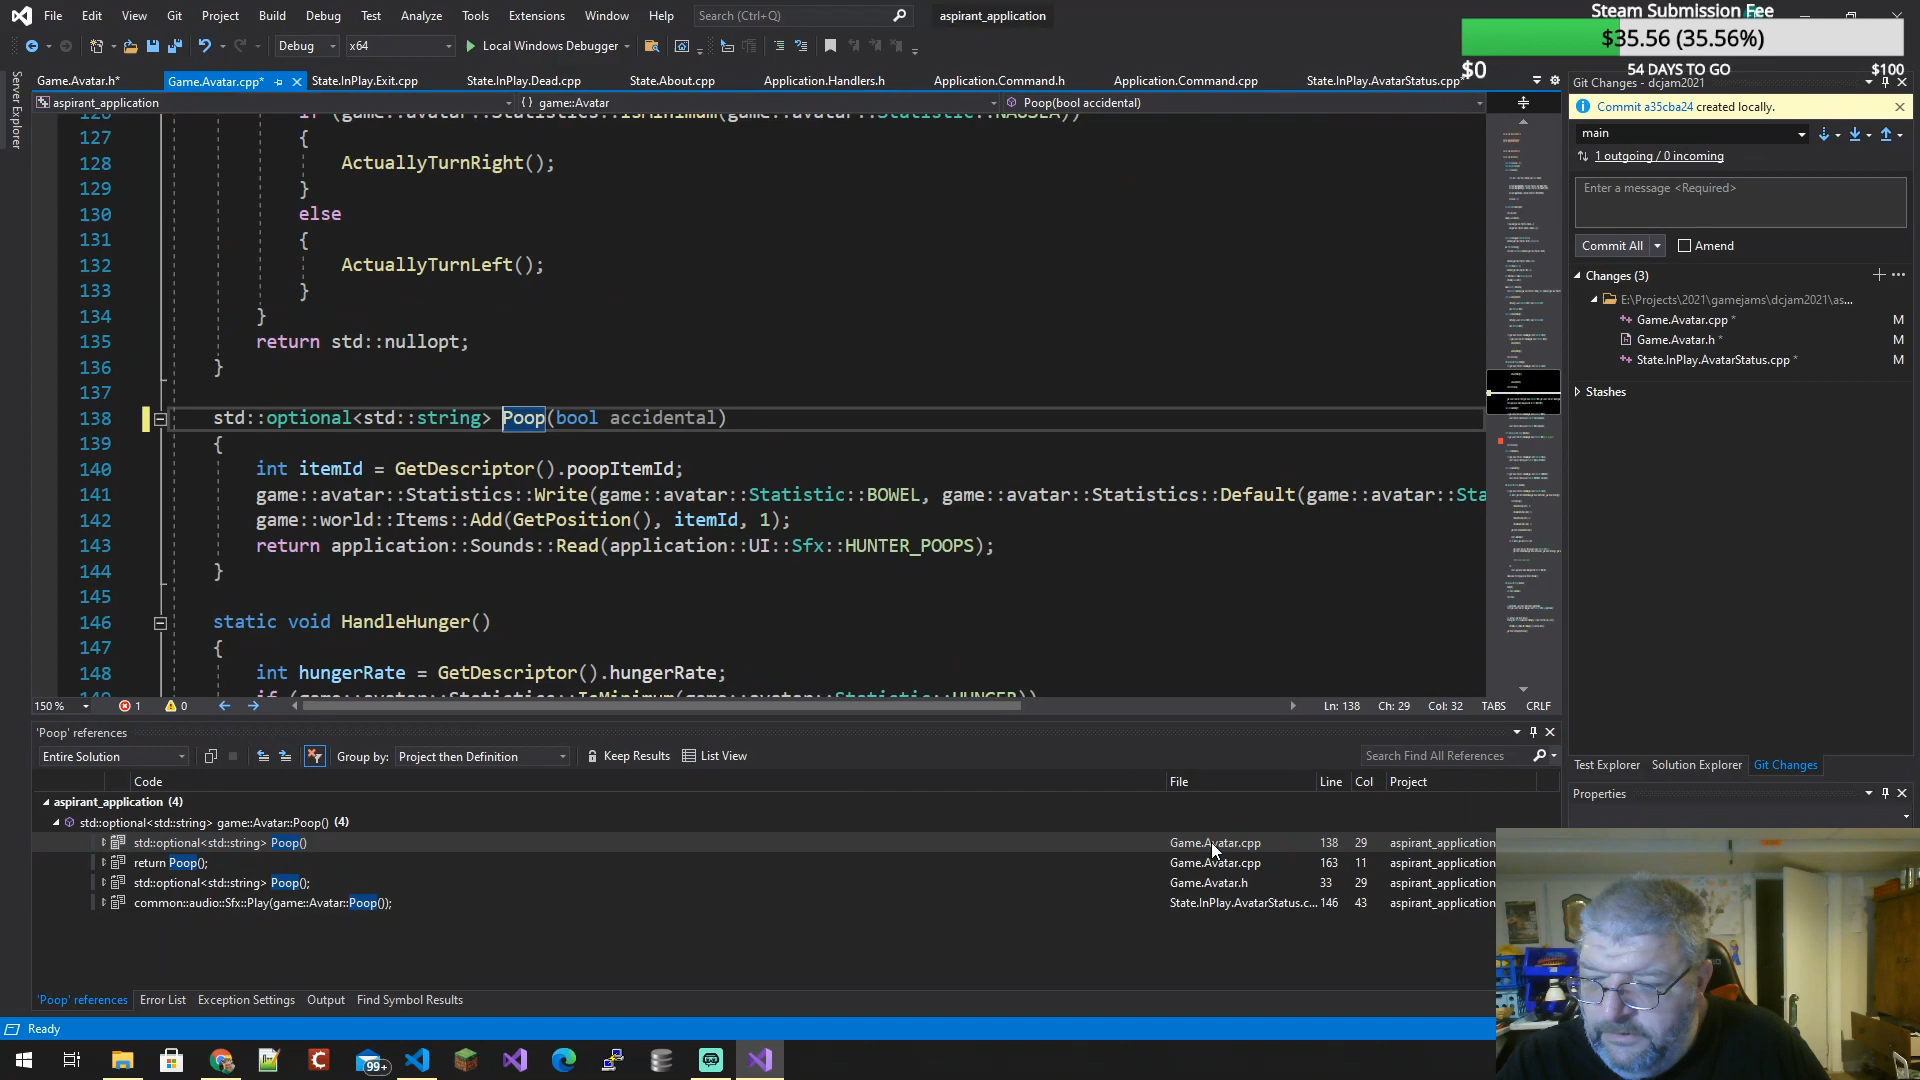 File Edit View Git Project Build Debug Test Analyze Tools Extensions Window Help Search (Ctrl+Q) aspirant_application
Steam Submission Fee
$35.56 (35.56%)
$0 54 DAYS TO GO $100
Debug x64 Local Windows Debugger
Game.Avatar.h* Game.Avatar.cpp* State.InPlay.Exit.cpp State.InPlay.Dead.cpp State.About.cpp Application.Handlers.h Application.Command.h Application.Command.cpp State.InPlay.AvatarStatus.cpp*
Server Explorer
aspirant_application game::Avatar Poop(bool accidental)
127 {
128 ActuallyTurnRight();
129 }
130 else
131 {
132 ActuallyTurnLeft();
133 }
134 }
135 return std::nullopt;
136 }
137
138 std::optional<std::string> Poop(bool accidental)
139 {
140 int itemId = GetDescriptor().poopItemId;
141 game::avatar::Statistics::Write(game::avatar::Statistic::BOWEL, game::avatar::Statistics::Default(game::avatar::Sta
142 game::world::Items::Add(GetPosition(), itemId, 1);
143 return application::Sounds::Read(application::UI::Sfx::HUNTER_POOPS);
144 }
145
146 static void HandleHunger()
147 {
148 int hungerRate = GetDescriptor().hungerRate;
150 % 1 0 Ln: 138 Ch: 29 Col: 32 TABS CRLF
'Poop' references
Entire Solution Group by: Project then Definition Keep Results List View Search Find All References
Code File Line Col Project
aspirant_application (4)
std::optional<std::string> game::Avatar::Poop() (4)
std::optional<std::string> Poop() Game.Avatar.cpp 138 29 aspirant_application
return Poop(); Game.Avatar.cpp 163 11 aspirant_application
std::optional<std::string> Poop(); Game.Avatar.h 33 29 aspirant_application
common::audio::Sfx::Play(game::Avatar::Poop()); State.InPlay.AvatarStatus.c... 146 43 aspirant_application
'Poop' references Error List Exception Settings Output Find Symbol Results
Ready
Git Changes - dcjam2021
Commit a35cba24 created locally.
main
1 outgoing / 0 incoming
Enter a message <Required>
Commit All Amend
Changes (3)
E:\Projects\2021\gamejams\dcjam2021\as...
Game.Avatar.cpp * M
Game.Avatar.h * M
State.InPlay.AvatarStatus.cpp * M
Stashes
Test Explorer Solution Explorer Git Changes
Properties
99+